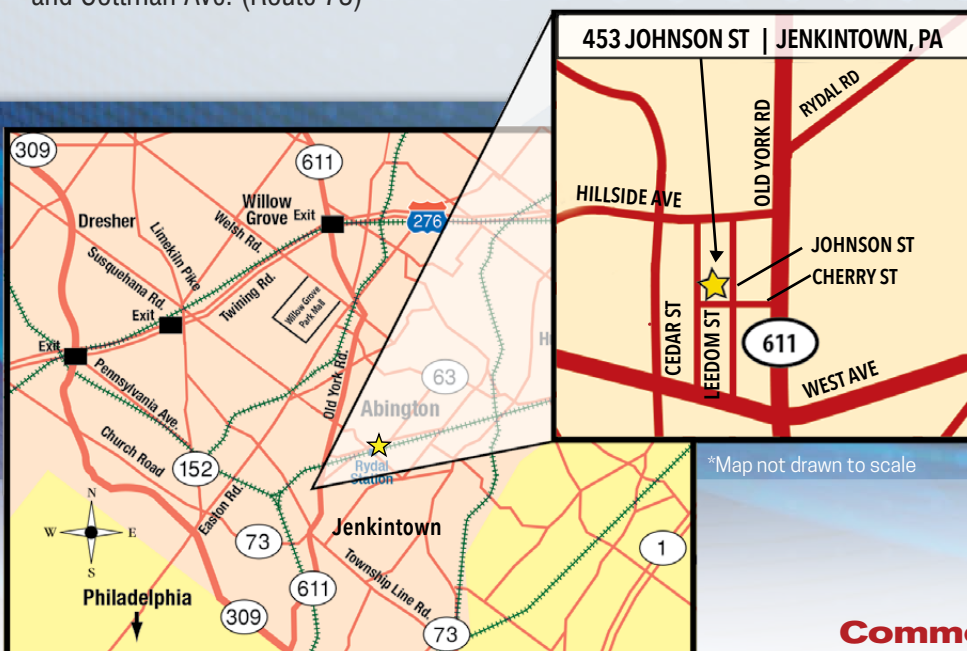 and Cottman Ave. (Route 73)
453 JOHNSON ST | JENKINTOWN, PA
RYDAL RD
OLD YORK RD
HILLSIDE AVE
JOHNSON ST
CHERRY ST
CEDAR ST
LEEDOM ST
611
WEST AVE
*Map not drawn to scale
309
611
Willow
Grove
Exit
276
Dresher
Limekiln Pike
Welsh Rd.
Susquehana Rd.
Twining Rd.
Willow Grove
Park Mall
Exit
Exit
Old York Rd.
63
Abington
Pennsylvania Ave.
Church Road
152
Rydal
Station
Easton Rd.
Jenkintown
N
W
E
S
73
1
Township Line Rd.
611
Philadelphia
309
73